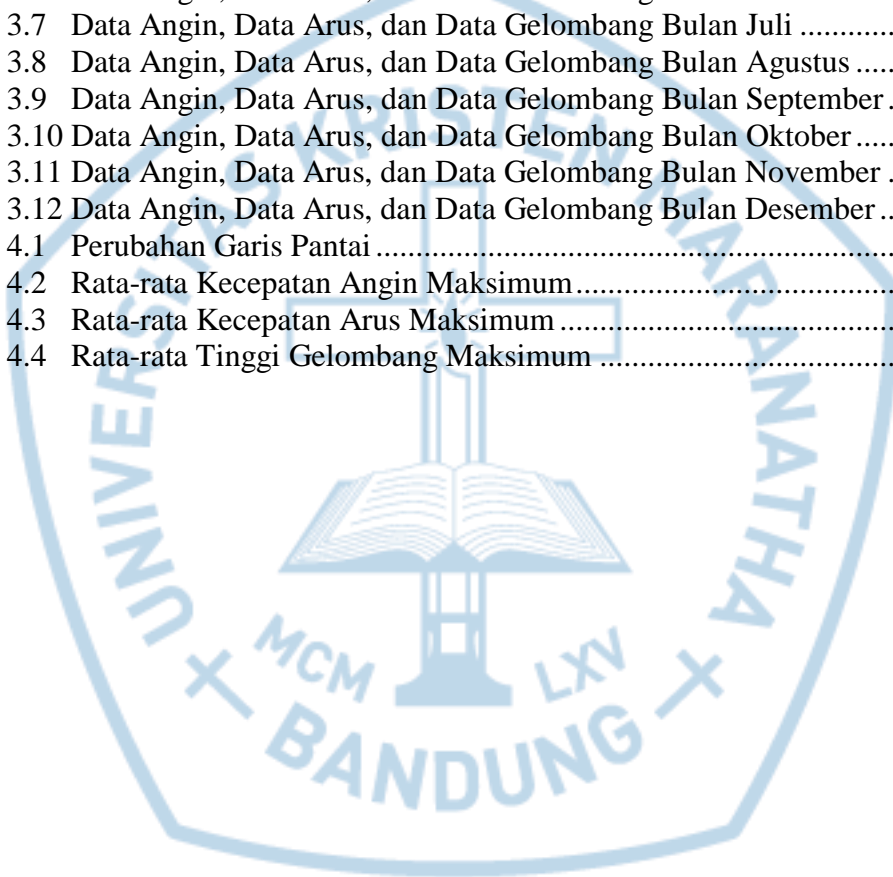 3.7 Data Angin, Data Arus, dan Data Gelombang Bulan Juli .............
3.8 Data Angin, Data Arus, dan Data Gelombang Bulan Agustus .....
3.9 Data Angin, Data Arus, dan Data Gelombang Bulan September .
3.10 Data Angin, Data Arus, dan Data Gelombang Bulan Oktober .....
3.11 Data Angin, Data Arus, dan Data Gelombang Bulan November .
3.12 Data Angin, Data Arus, dan Data Gelombang Bulan Desember ..
4.1 Perubahan Garis Pantai ......................................................................
4.2 Rata-rata Kecepatan Angin Maksimum ...........................................
4.3 Rata-rata Kecepatan Arus Maksimum .............................................
4.4 Rata-rata Tinggi Gelombang Maksimum ........................................
UNIVERSITAS KRISTEN MARANATHA
MCM LXV
BANDUNG